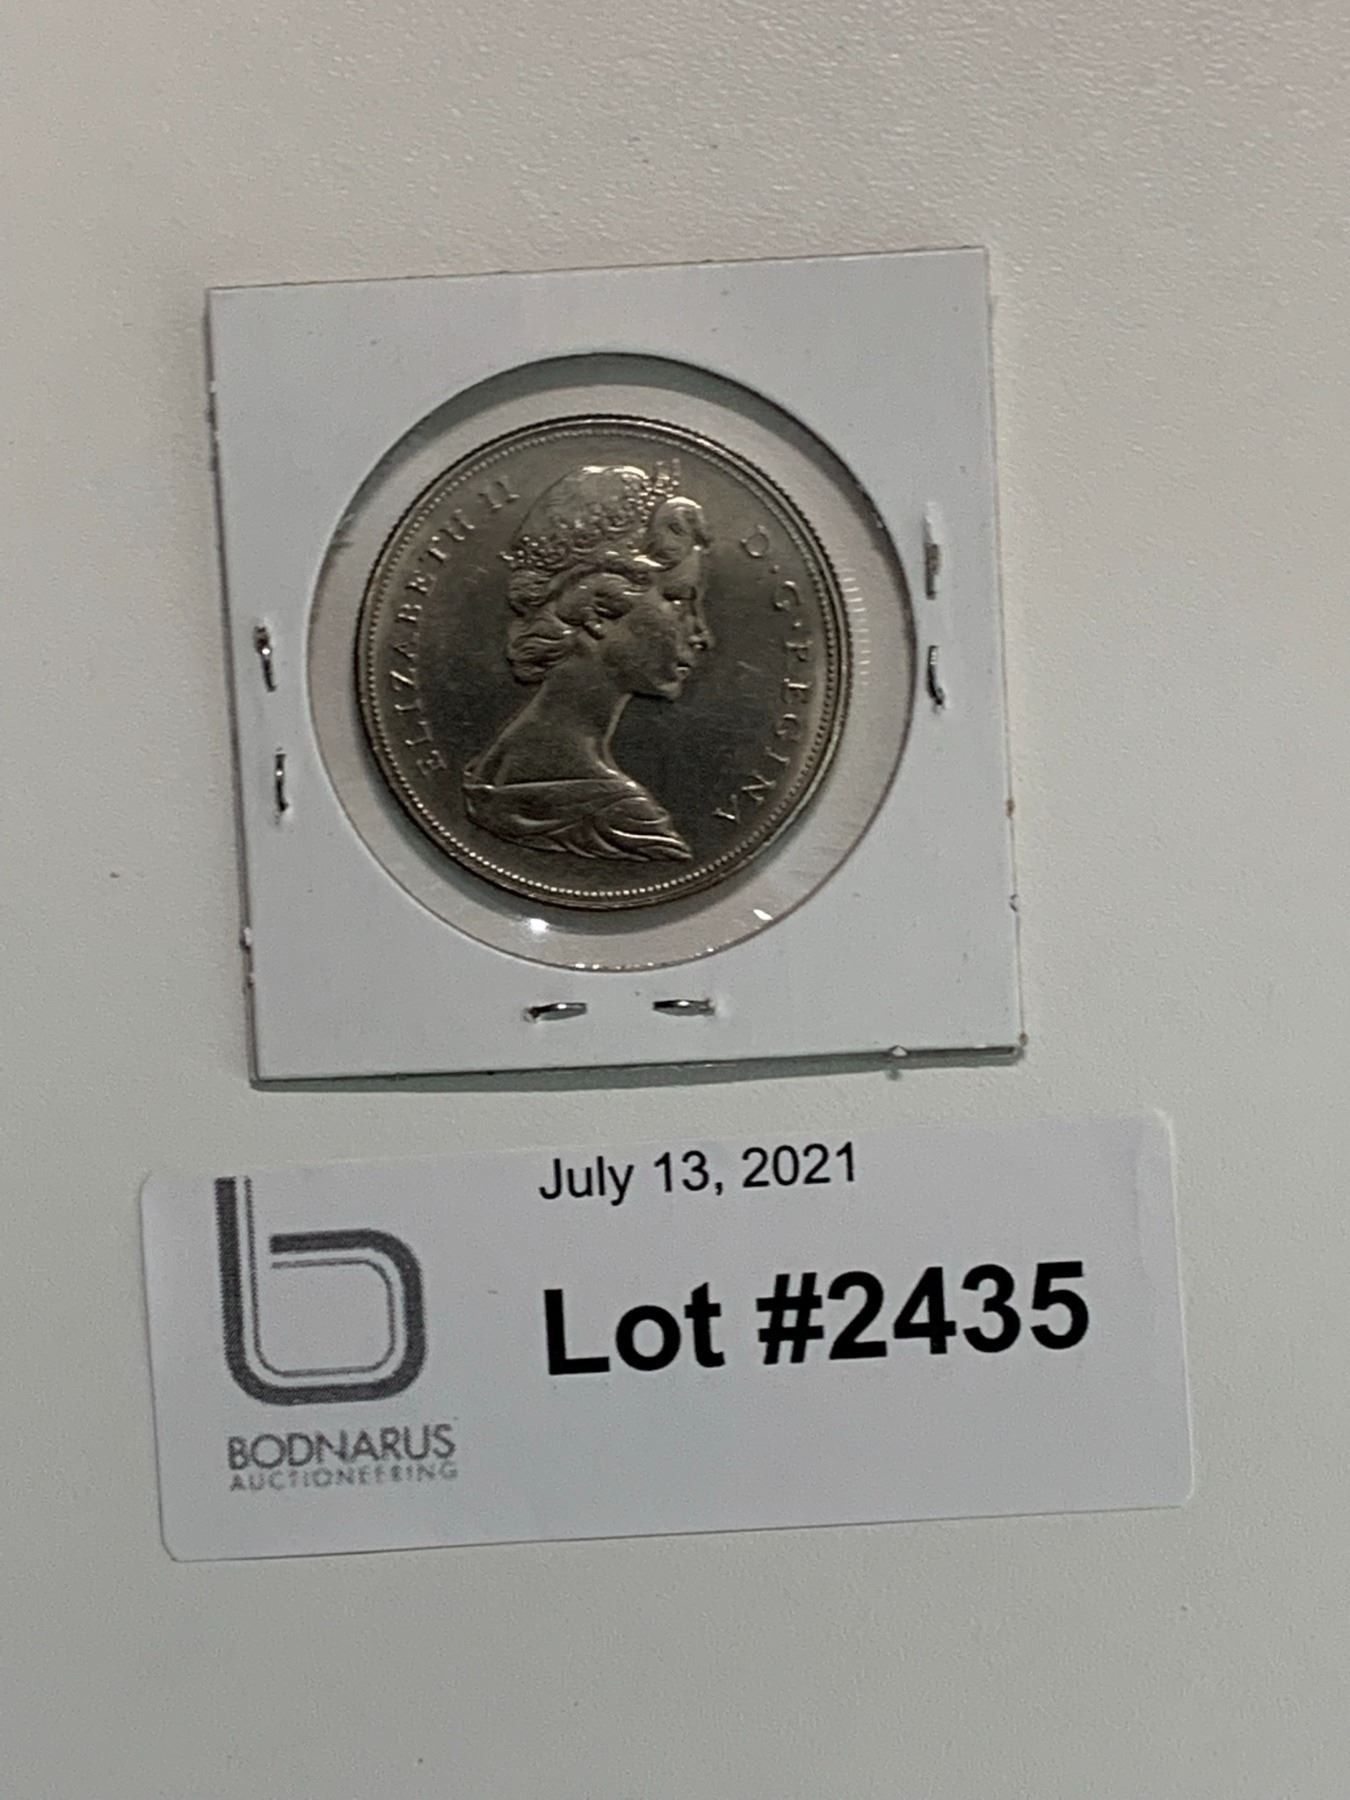 ELIZABETH II D·G·REGINA
July 13, 2021
Lot #2435
BODNARUS
AUCTIONEERING